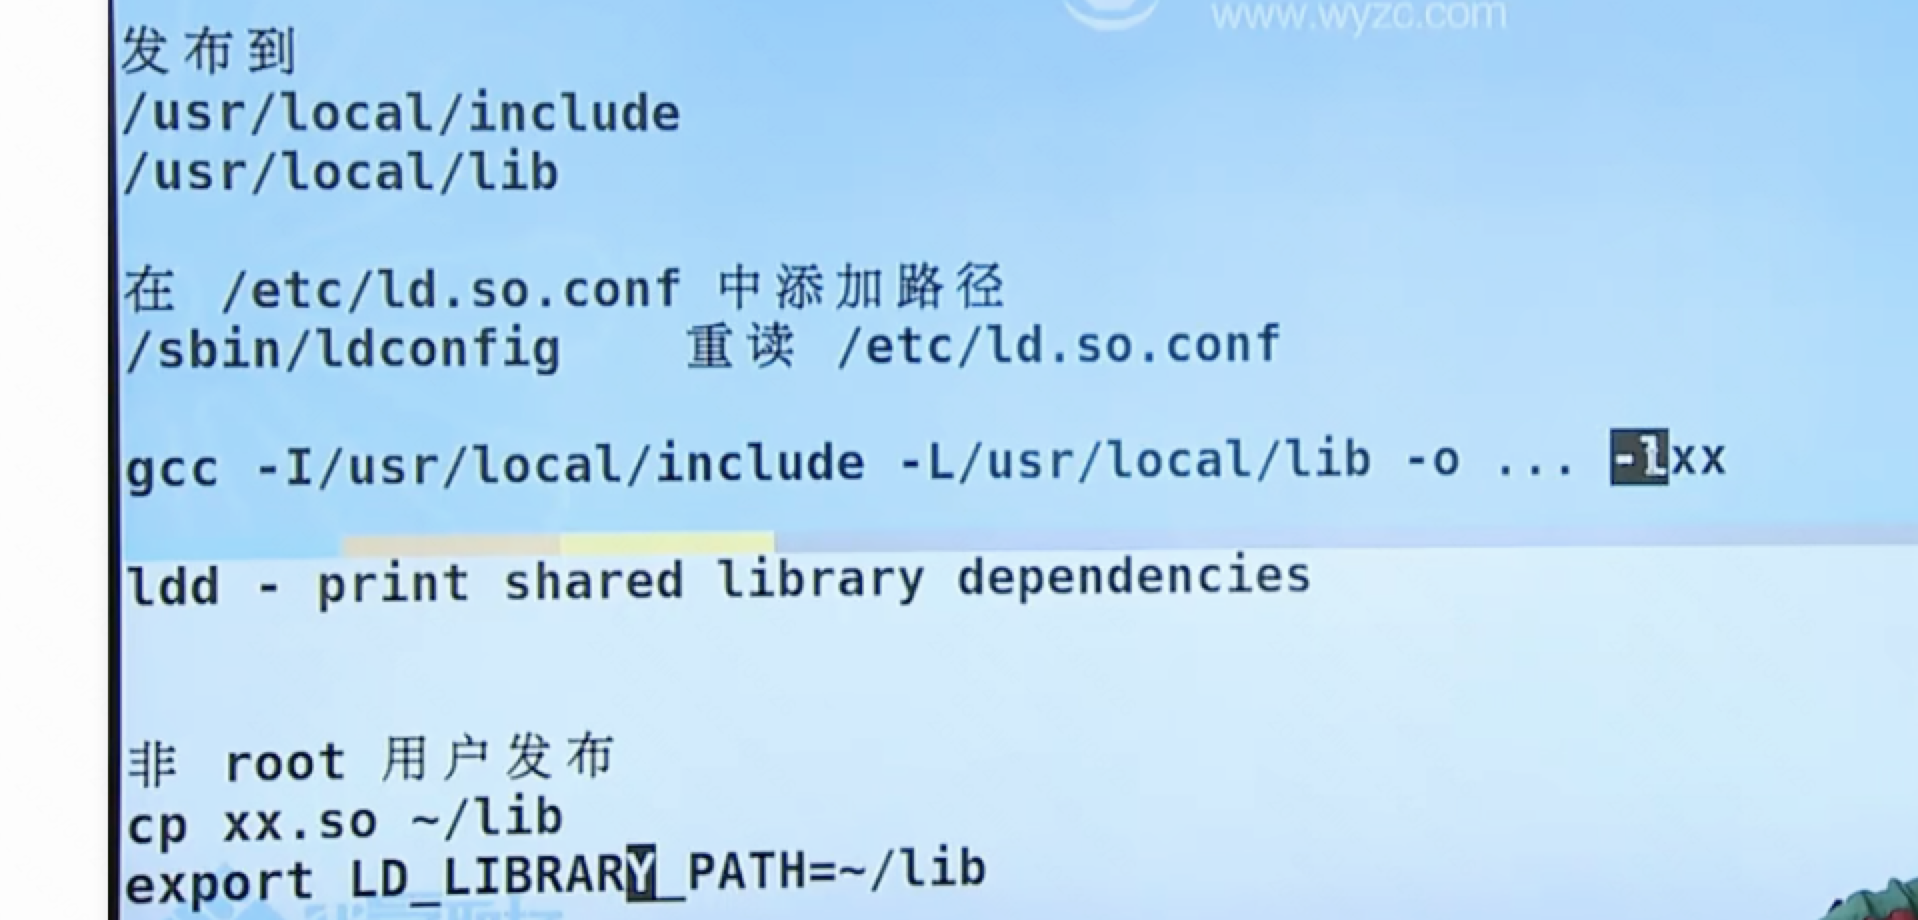 www.wyzc.com
发布到
/usr/local/include
/usr/local/lib
在 /etc/ld.so.conf 中添加路径
/sbin/ldconfig 重读 /etc/ld.so.conf
gcc -I/usr/local/include -L/usr/local/lib -o ... -lxx
ldd - print shared library dependencies
非 root 用户发布
cp xx.so ~/lib
export LD_LIBRARY_PATH=~/lib